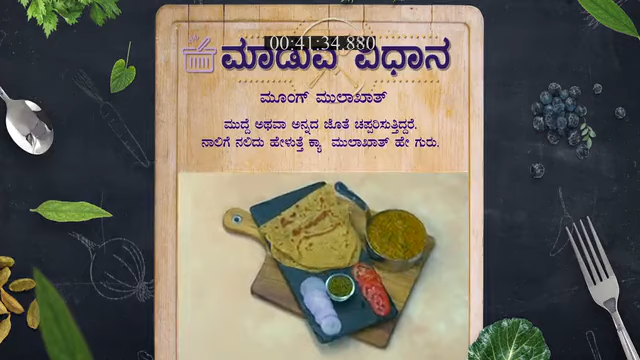 00:41:34.880
ಮಾಡುವ ವಿಧಾನ
ಮೂಂಗ್ ಮುಲಾಖಾತ್
ಮುದ್ದೆ ಅಥವಾ ಅನ್ನದ ಜೊತೆ ಚಪ್ಪರಿಸುತ್ತಿದ್ದರೆ.
ನಾಲಿಗೆ ನಲಿದು ಹೇಳುತ್ತೆ ಕ್ಯಾ ಮುಲಾಖಾತ್ ಹೇ ಗುರು.